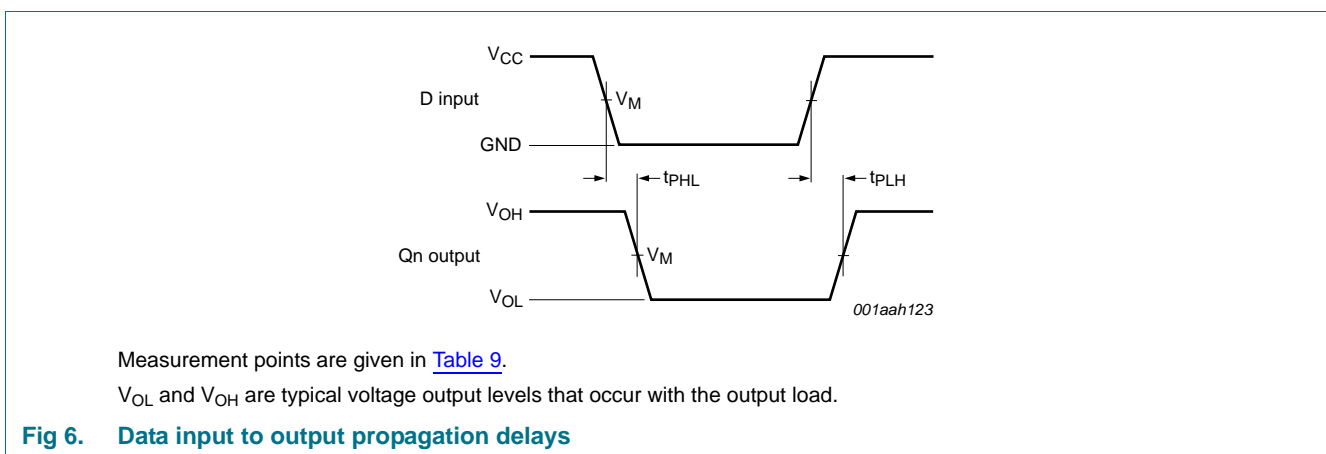 VCC
D input
VM
GND
tPHL
tPLH
VOH
Qn output
VM
VOL
001aah123
Measurement points are given in Table 9.
VOL and VOH are typical voltage output levels that occur with the output load.
Fig 6. Data input to output propagation delays